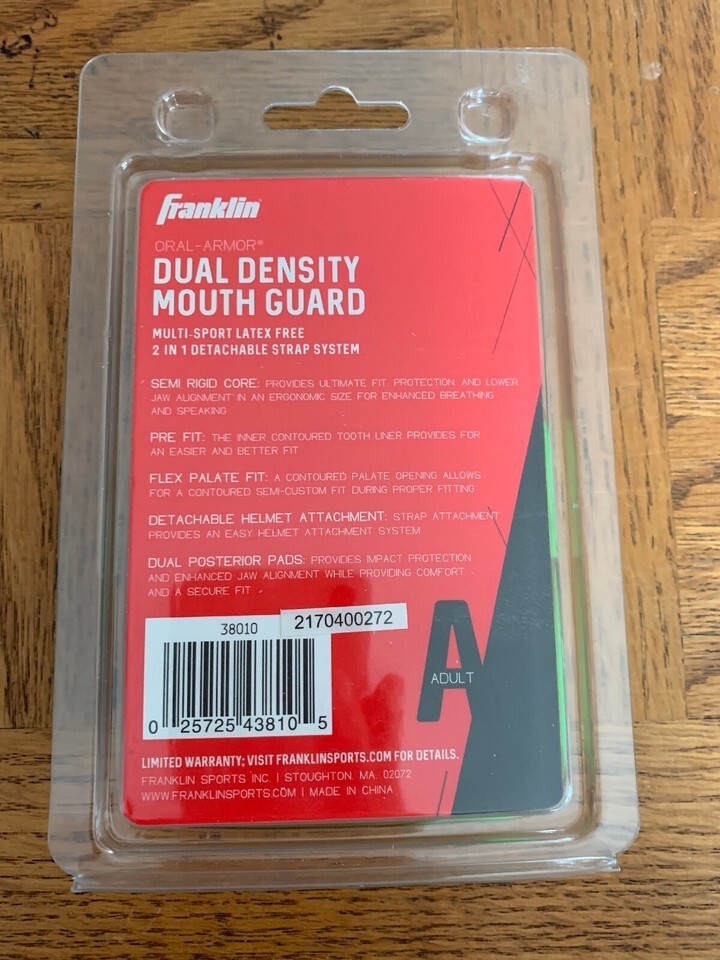 Franklin®
ORAL-ARMOR®
DUAL DENSITY
MOUTH GUARD
MULTI-SPORT LATEX FREE
2 IN 1 DETACHABLE STRAP SYSTEM
SEMI RIGID CORE: PROVIDES ULTIMATE FIT, PROTECTION AND LOWER
JAW ALIGNMENT IN AN ERGONOMIC SIZE FOR ENHANCED BREATHING
AND SPEAKING
PRE FIT: THE INNER CONTOURED TOOTH LINER PROVIDES FOR
AN EASIER AND BETTER FIT
FLEX PALATE FIT: A CONTOURED PALATE OPENING ALLOWS
FOR A CONTOURED SEMI-CUSTOM FIT DURING PROPER FITTING
DETACHABLE HELMET ATTACHMENT: STRAP ATTACHMENT
PROVIDES AN EASY HELMET ATTACHMENT SYSTEM
DUAL POSTERIOR PADS: PROVIDES IMPACT PROTECTION
AND ENHANCED JAW ALIGNMENT WHILE PROVIDING COMFORT
AND A SECURE FIT
38010
2170400272
0 25725 43810 5
A
ADULT
LIMITED WARRANTY; VISIT FRANKLINSPORTS.COM FOR DETAILS.
FRANKLIN SPORTS INC. | STOUGHTON, MA. 02072
WWW.FRANKLINSPORTS.COM | MADE IN CHINA